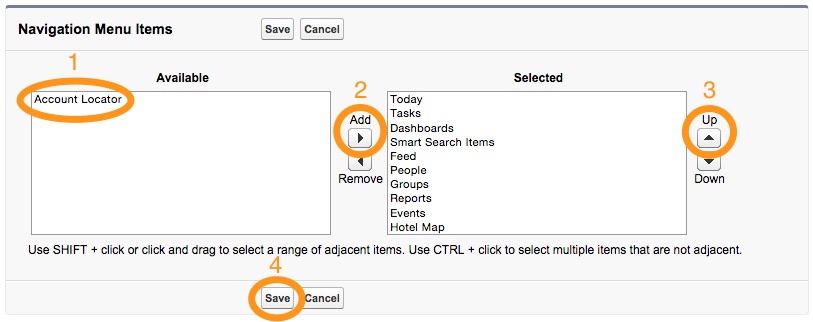 Navigation Menu Items Save Cancel
1
Available Selected
2 3
Account Locator
Add
Remove
Today
Tasks
Dashboards
Smart Search Items
Feed
People
Groups
Reports
Events
Hotel Map
Up
Down
Use SHIFT + click or click and drag to select a range of adjacent items. Use CTRL + click to select multiple items that are not adjacent.
4
Save Cancel